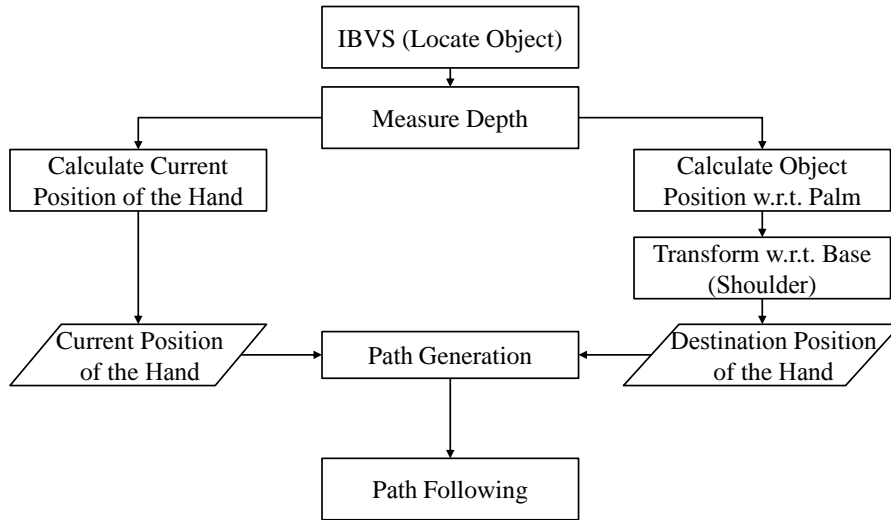 IBVS (Locate Object)
Measure Depth
Calculate Current
Position of the Hand
Calculate Object
Position w.r.t. Palm
Transform w.r.t. Base
(Shoulder)
Current Position
of the Hand
Path Generation
Destination Position
of the Hand
Path Following